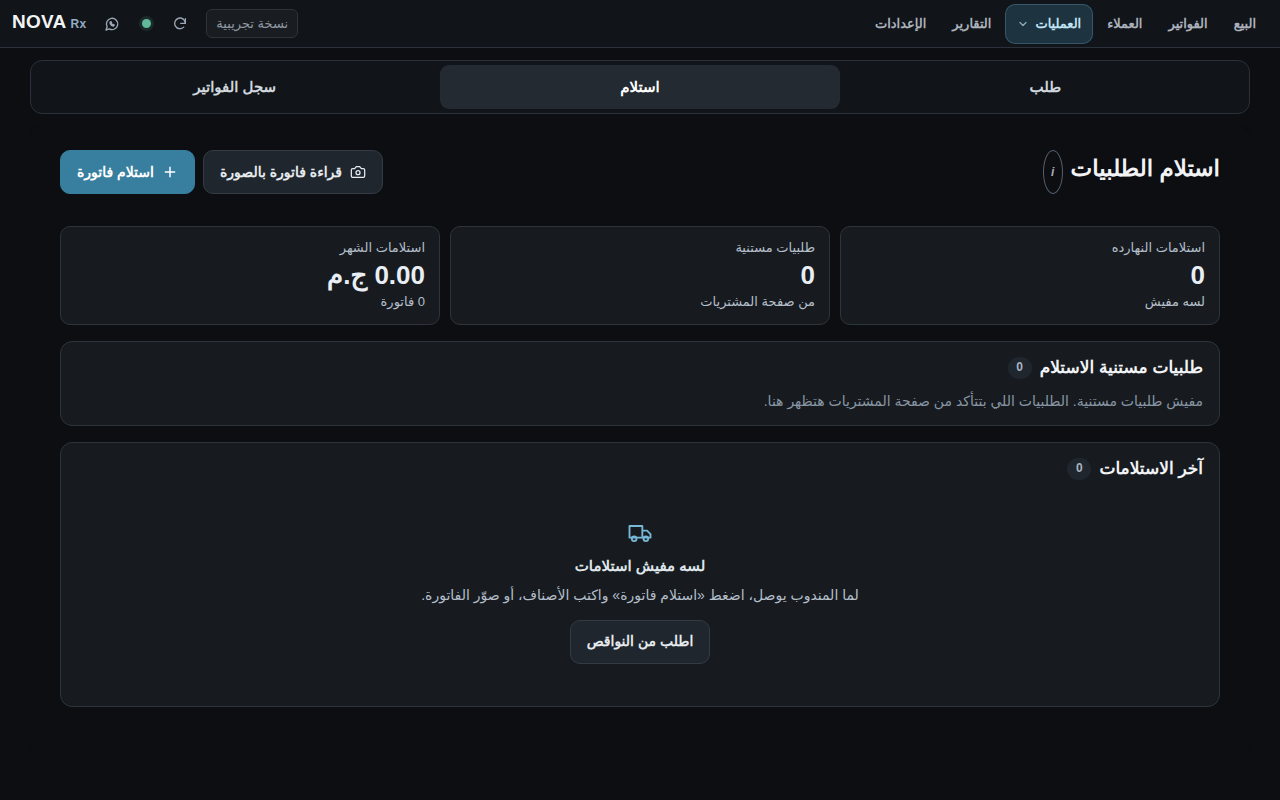 البيع
الفواتير
العملاء
العمليات
التقارير
الإعدادات
نسخة تجريبية
NOVA Rx
طلب
استلام
سجل الفواتير
استلام الطلبيات
i
قراءة فاتورة بالصورة
استلام فاتورة
استلامات النهارده
0
لسه مفيش
طلبيات مستنية
0
من صفحة المشتريات
استلامات الشهر
0.00 ج.م
0 فاتورة
طلبيات مستنية الاستلام 0
مفيش طلبيات مستنية. الطلبيات اللي بتتأكد من صفحة المشتريات هتظهر هنا.
آخر الاستلامات 0
لسه مفيش استلامات
لما المندوب يوصل، اضغط «استلام فاتورة» واكتب الأصناف، أو صوّر الفاتورة.
اطلب من النواقص